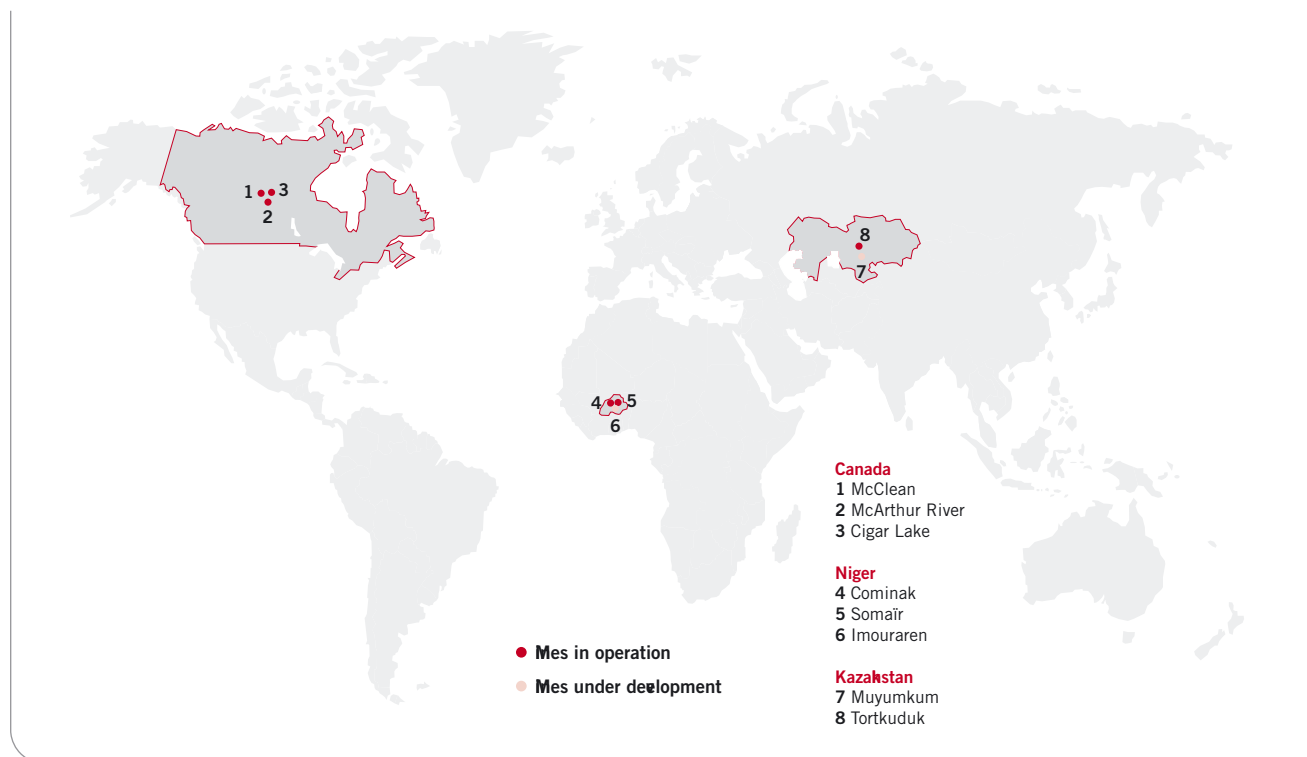 1 3
2
8
7
4 5
6
Canada
1 McClean
2 McArthur River
3 Cigar Lake
Niger
4 Cominak
5 Somaïr
6 Imouraren
Mes in operation
Mes under development
Kazakstan
7 Muyumkum
8 Tortkuduk